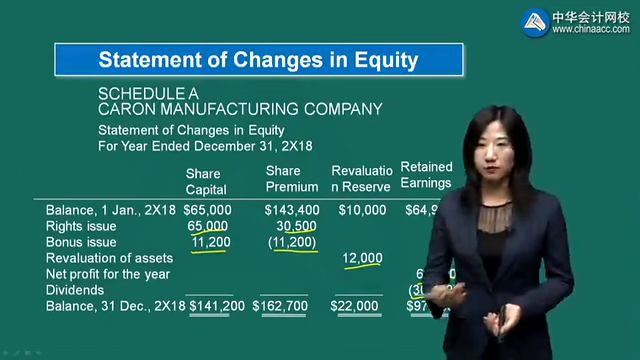 中华会计网校
www.chinaacc.com
Statement of Changes in Equity
SCHEDULE A
CARON MANUFACTURING COMPANY
Statement of Changes in Equity
For Year Ended December 31, 2X18
Share Capital Share Premium Revaluatio n Reserve Retained Earnings
Balance, 1 Jan., 2X18 $65,000 $143,400 $10,000
Rights issue 65,000 30,500
Bonus issue 11,200 (11,200)
Revaluation of assets 12,000
Net profit for the year
Dividends
Balance, 31 Dec., 2X18 $141,200 $162,700 $22,000